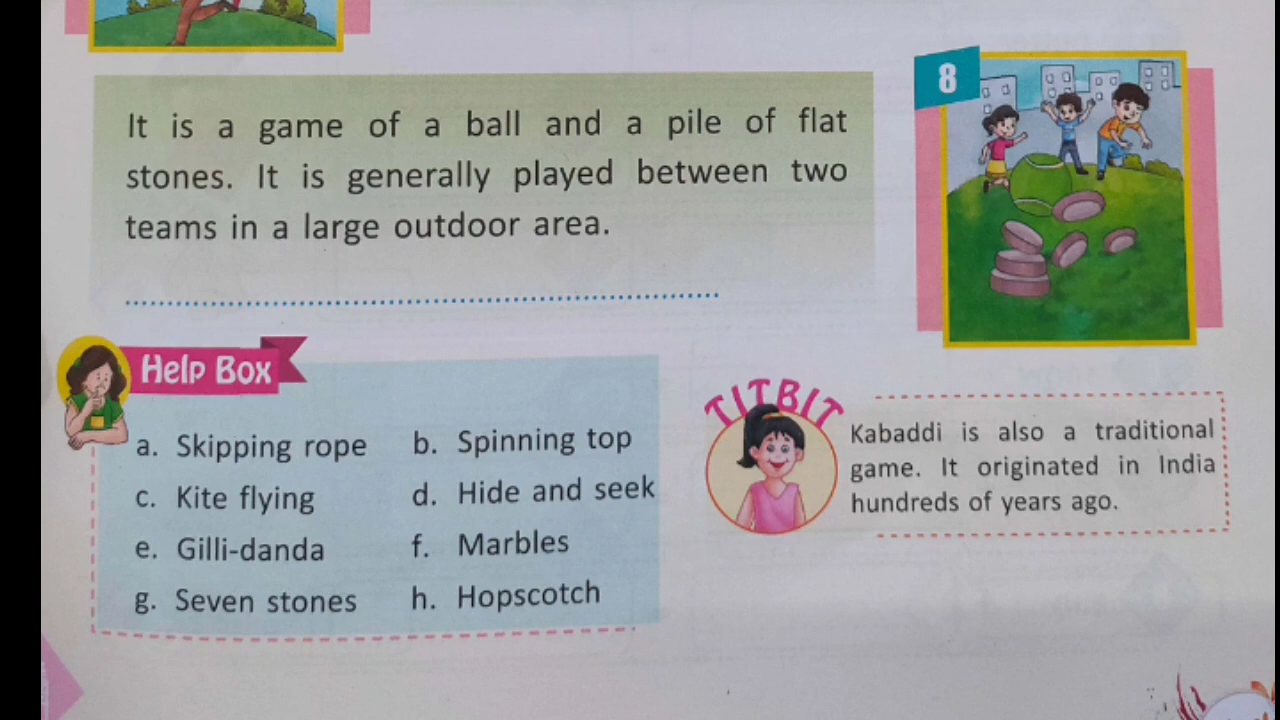 8
It is a game of a ball and a pile of flat
stones. It is generally played between two
teams in a large outdoor area.
Help Box
a. Skipping rope b. Spinning top
c. Kite flying d. Hide and seek
e. Gilli-danda f. Marbles
g. Seven stones h. Hopscotch
TITBIT
Kabaddi is also a traditional
game. It originated in India
hundreds of years ago.